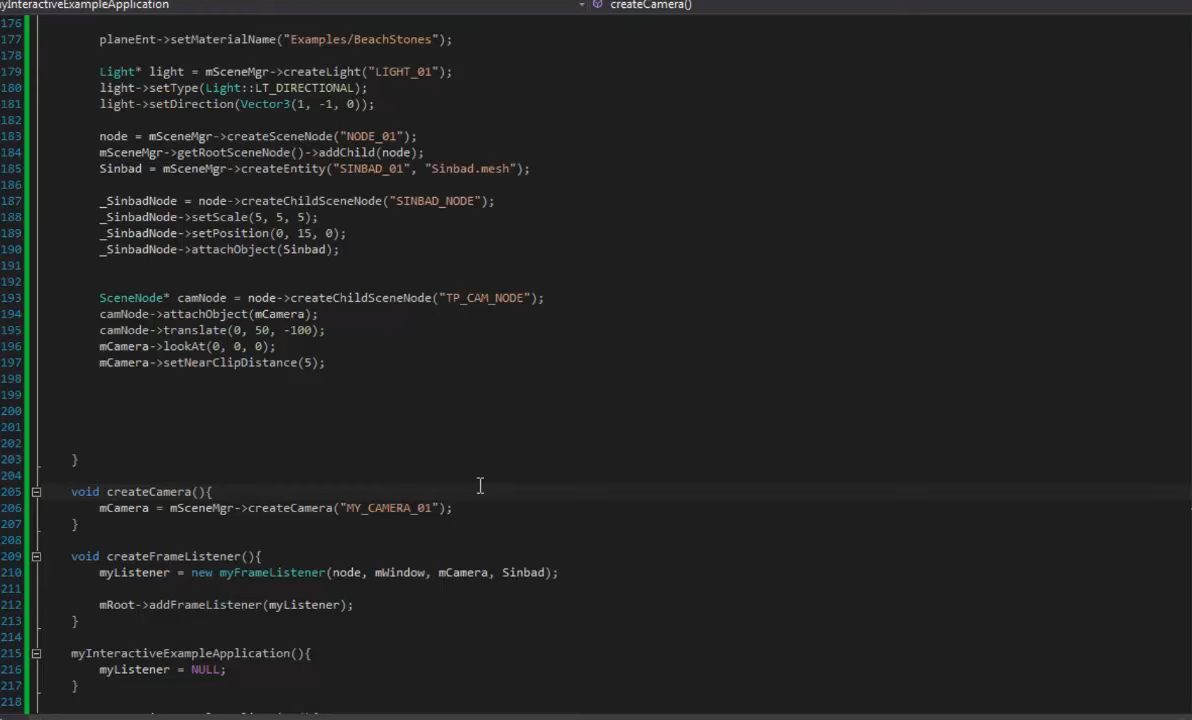 myInteractiveExampleApplication createCamera()
176
177 planeEnt->setMaterialName("Examples/BeachStones");
178
179 Light* light = mSceneMgr->createLight("LIGHT_01");
180 light->setType(Light::LT_DIRECTIONAL);
181 light->setDirection(Vector3(1, -1, 0));
182
183 node = mSceneMgr->createSceneNode("NODE_01");
184 mSceneMgr->getRootSceneNode()->addChild(node);
185 Sinbad = mSceneMgr->createEntity("SINBAD_01", "Sinbad.mesh");
186
187 _SinbadNode = node->createChildSceneNode("SINBAD_NODE");
188 _SinbadNode->setScale(5, 5, 5);
189 _SinbadNode->setPosition(0, 15, 0);
190 _SinbadNode->attachObject(Sinbad);
191
192
193 SceneNode* camNode = node->createChildSceneNode("TP_CAM_NODE");
194 camNode->attachObject(mCamera);
195 camNode->translate(0, 50, -100);
196 mCamera->lookAt(0, 0, 0);
197 mCamera->setNearClipDistance(5);
198
199
200
201
202
203 }
204
205 void createCamera(){
206 mCamera = mSceneMgr->createCamera("MY_CAMERA_01");
207 }
208
209 void createFrameListener(){
210 myListener = new myFrameListener(node, mWindow, mCamera, Sinbad);
211
212 mRoot->addFrameListener(myListener);
213 }
214
215 myInteractiveExampleApplication(){
216 myListener = NULL;
217 }
218